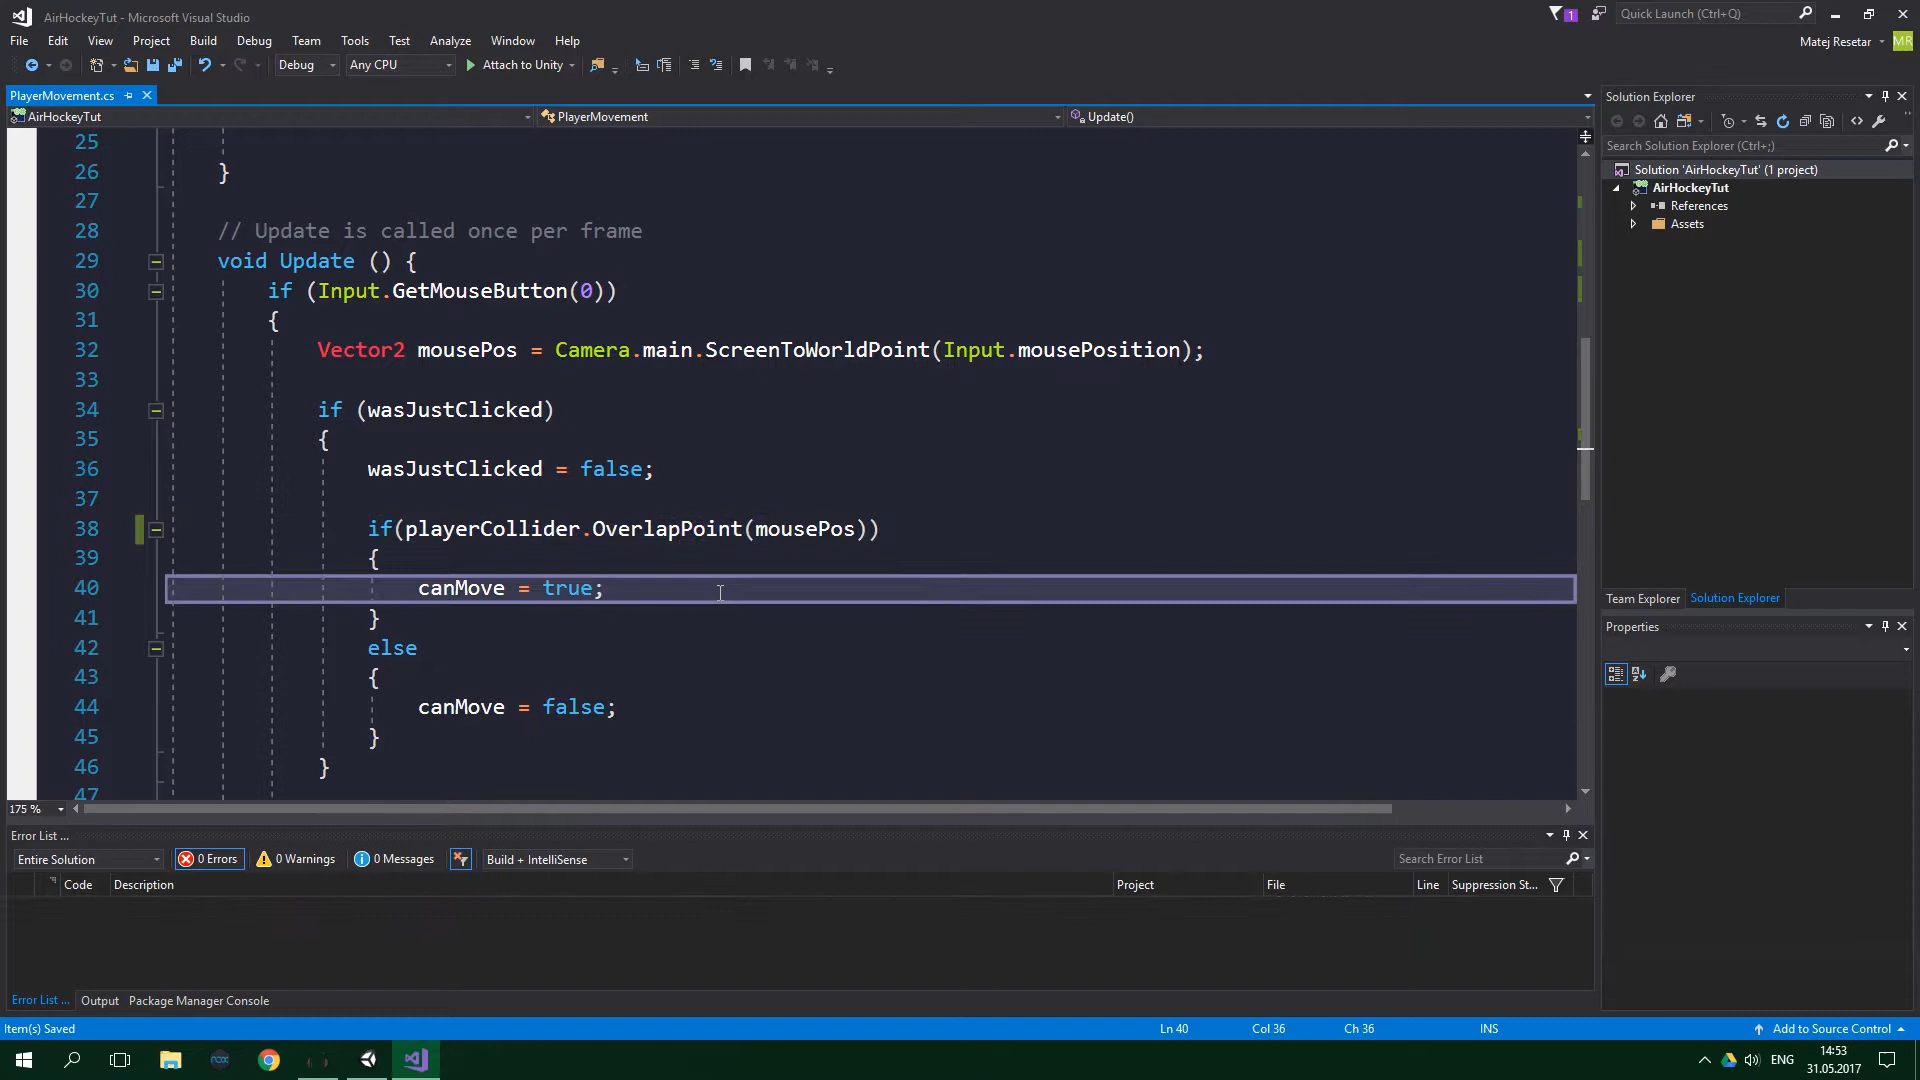 AirHockeyTut - Microsoft Visual Studio
1
Quick Launch (Ctrl+Q)
File Edit View Project Build Debug Team Tools Test Analyze Window Help
Matej Resetar MR
Debug Any CPU Attach to Unity
PlayerMovement.cs
AirHockeyTut PlayerMovement Update()
25
26 }
27
28 // Update is called once per frame
29 void Update () {
30 if (Input.GetMouseButton(0))
31 {
32 Vector2 mousePos = Camera.main.ScreenToWorldPoint(Input.mousePosition);
33
34 if (wasJustClicked)
35 {
36 wasJustClicked = false;
37
38 if(playerCollider.OverlapPoint(mousePos))
39 {
40 canMove = true;
41 }
42 else
43 {
44 canMove = false;
45 }
46 }
47
175 %
Solution Explorer
Search Solution Explorer (Ctrl+;)
Solution 'AirHockeyTut' (1 project)
AirHockeyTut
References
Assets
Team Explorer Solution Explorer
Properties
Error List ...
Entire Solution 0 Errors 0 Warnings 0 Messages Build + IntelliSense Search Error List
Code Description Project File Line Suppression St...
Error List ... Output Package Manager Console
Item(s) Saved Ln 40 Col 36 Ch 36 INS Add to Source Control
ENG 14:53
31.05.2017